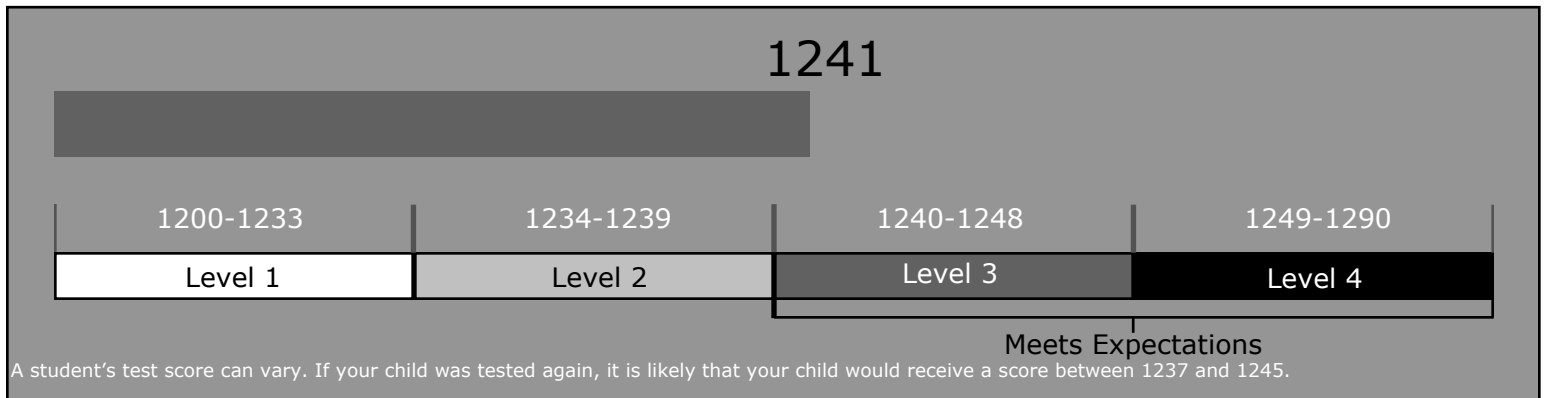 1241
1200-1233 1234-1239 1240-1248 1249-1290
Level 1 Level 2 Level 3 Level 4
Meets Expectations
A student’s test score can vary. If your child was tested again, it is likely that your child would receive a score between 1237 and 1245.